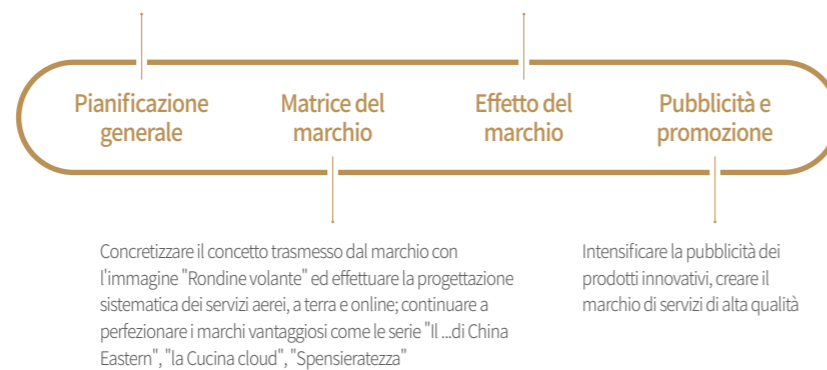 Pianificazione
generale
Matrice del
marchio
Effetto del
marchio
Pubblicità e
promozione
Concretizzare il concetto trasmesso dal marchio con
l'immagine "Rondine volante" ed effettuare la progettazione
sistematica dei servizi aerei, a terra e online; continuare a
perfezionare i marchi vantaggiosi come le serie "Il ...di China
Eastern", "la Cucina cloud", "Spensieratezza"
Intensificare la pubblicità dei
prodotti innovativi, creare il
marchio di servizi di alta qualità